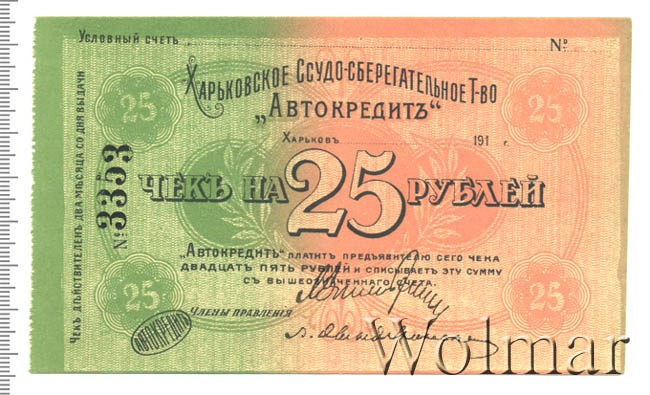 Условный счетъ
№
Харьковское Ссудо-сберегательное Т-во
„Автокредитъ“
Харьковъ 191 г.
25 25
Чекъ дѣйствителенъ два мѣсяца со дня выдачи
№ 3353
ЧЕКЪ НА 25 РУБЛЕЙ
„Автокредитъ“ платитъ предъявителю сего чека
двадцать пять рублей и списываетъ эту сумму
съ вышеозначеннаго счета.
25 25
Члены правления
АВТОКРЕДИТЪ
Wolmar